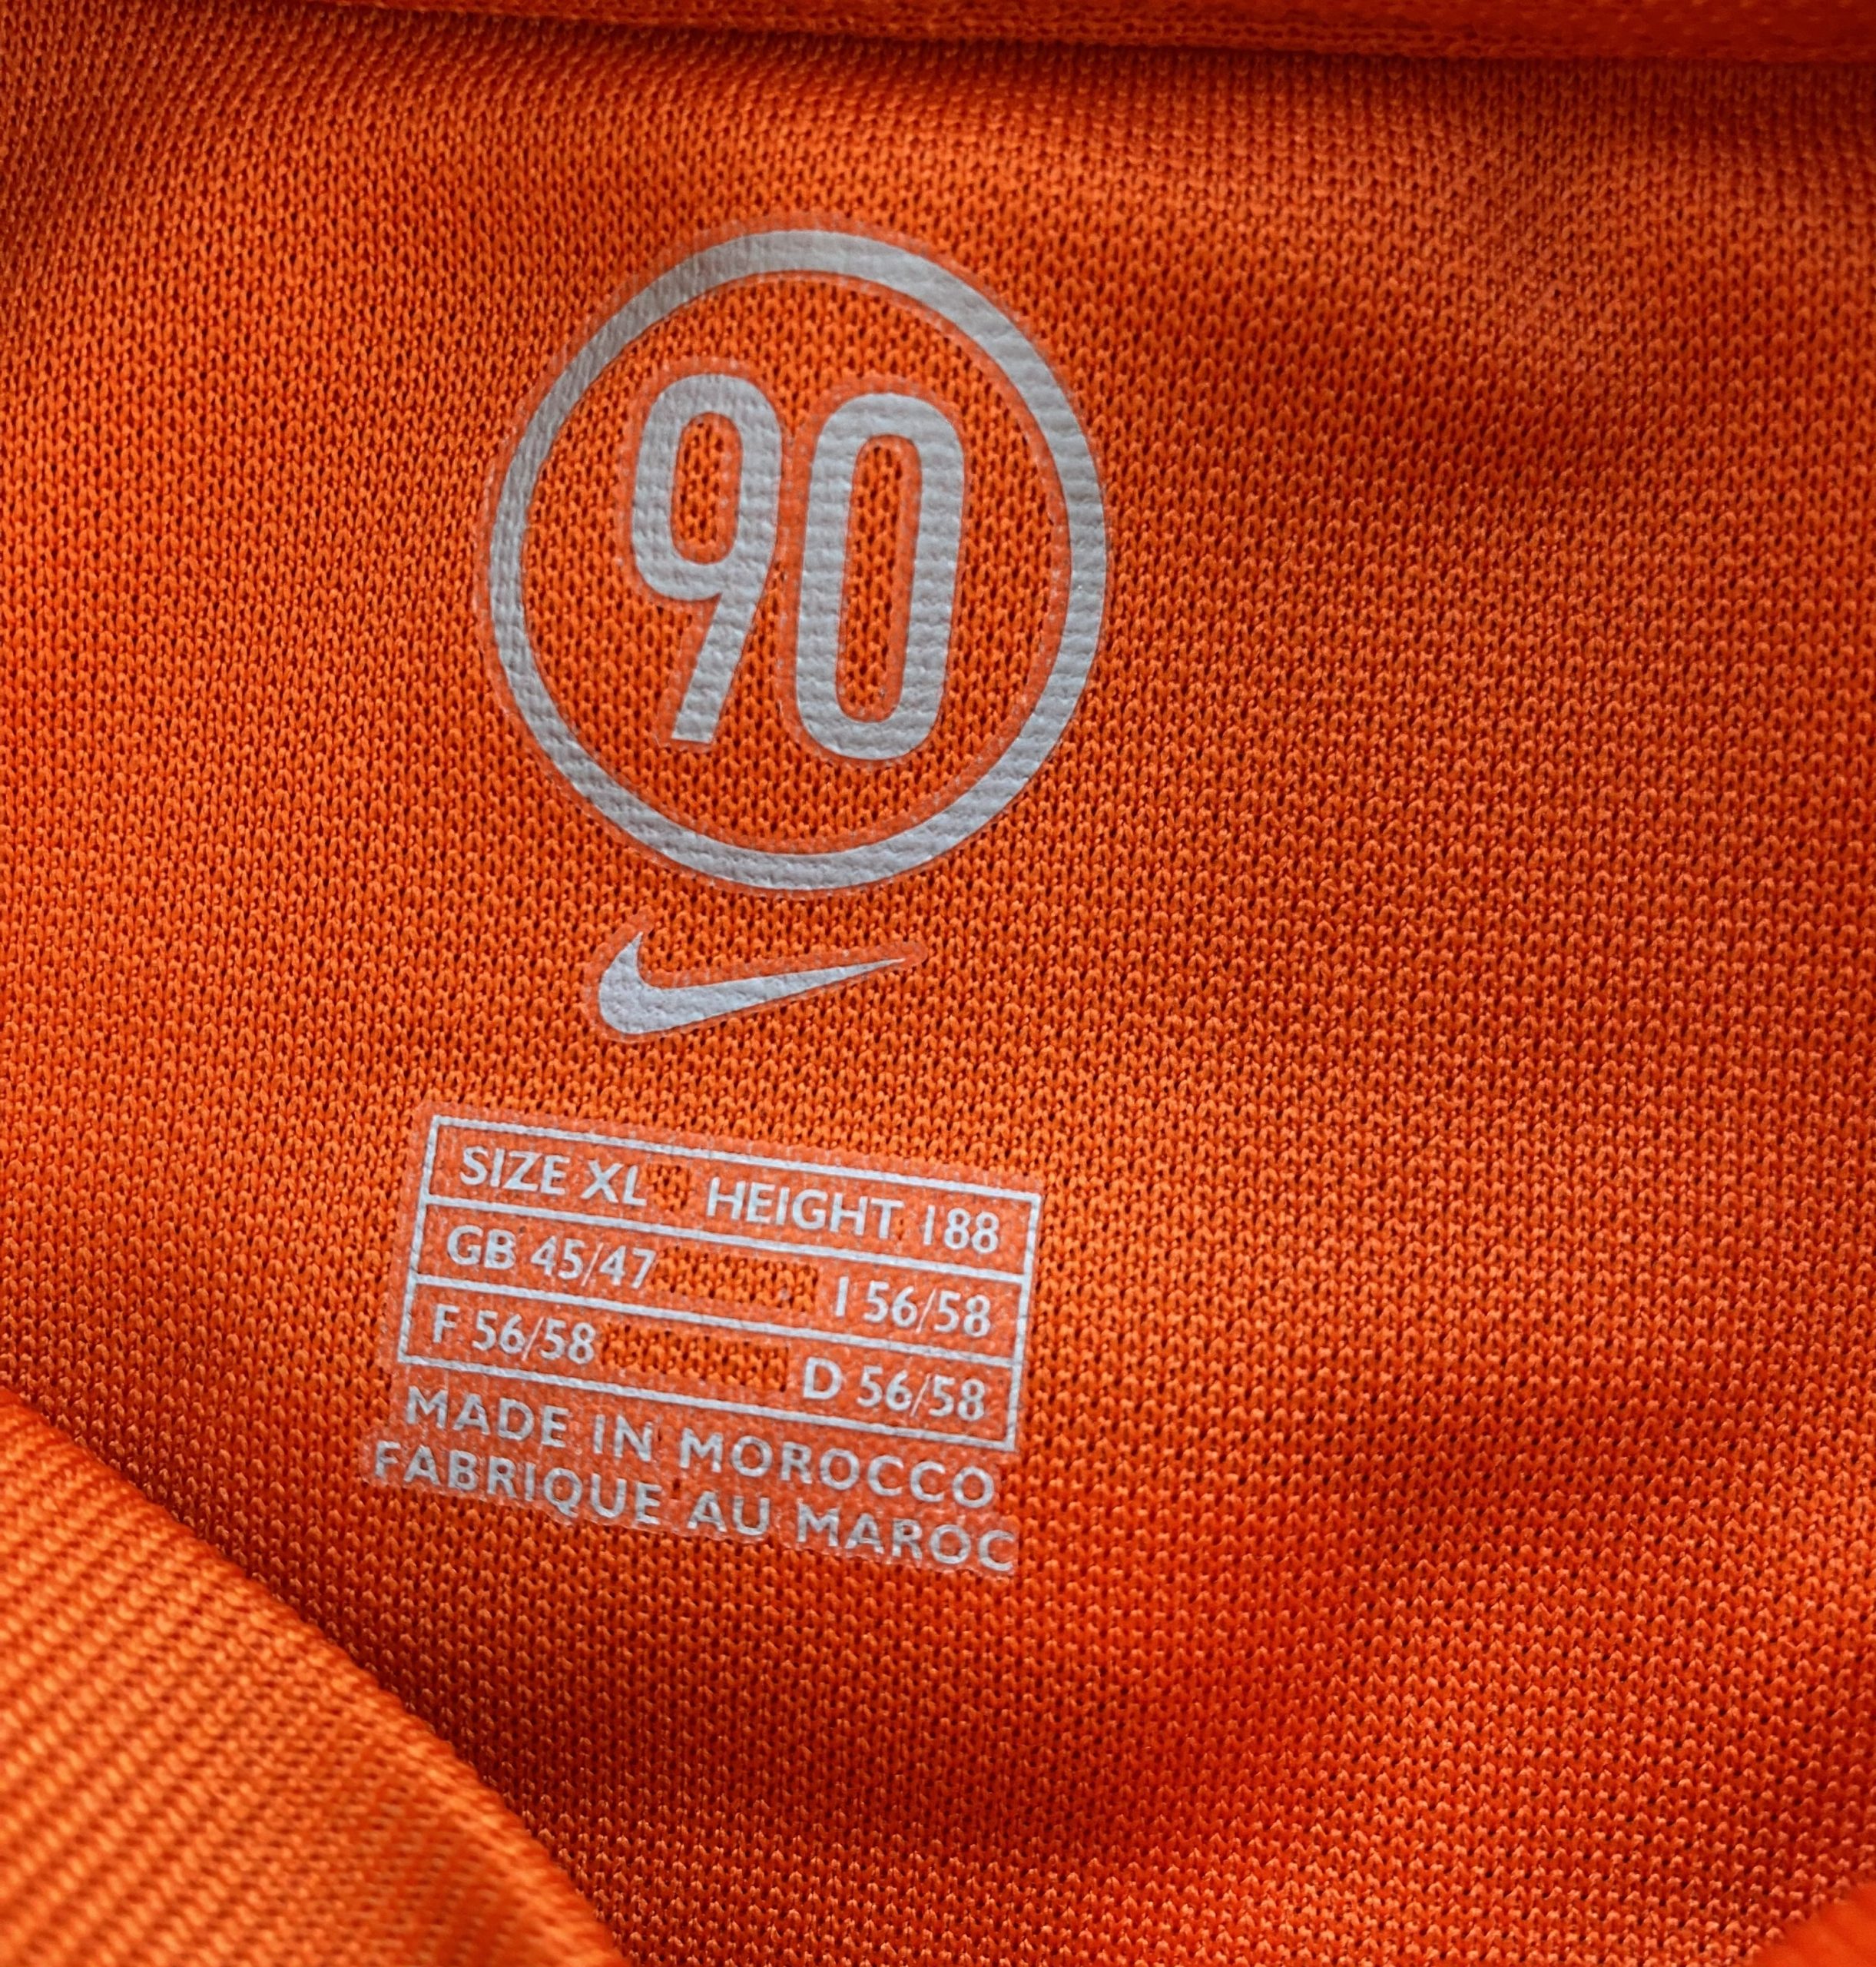 90
SIZE XL HEIGHT 188
GB 45/47 I 56/58
F 56/58 D 56/58
MADE IN MOROCCO
FABRIQUE AU MAROC